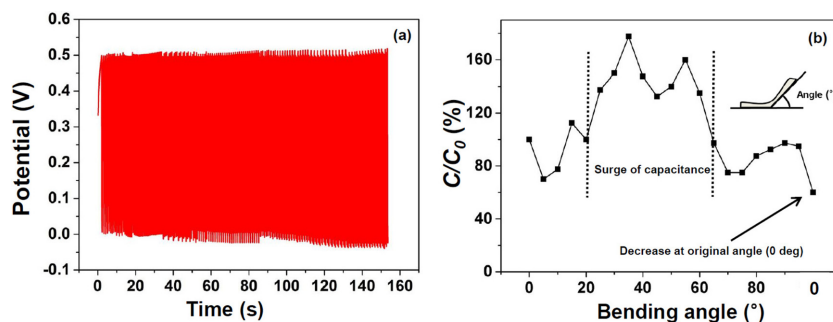 (a)
Potential (V)
0.6
0.5
0.4
0.3
0.2
0.1
0.0
-0.1
0 20 40 60 80 100 120 140 160
Time (s)
(b)
C/C0 (%)
160
120
80
40
0
Surge of capacitance
Angle (°
Decrease at original angle (0 deg)
0 20 40 60 80 0
Bending angle (°)